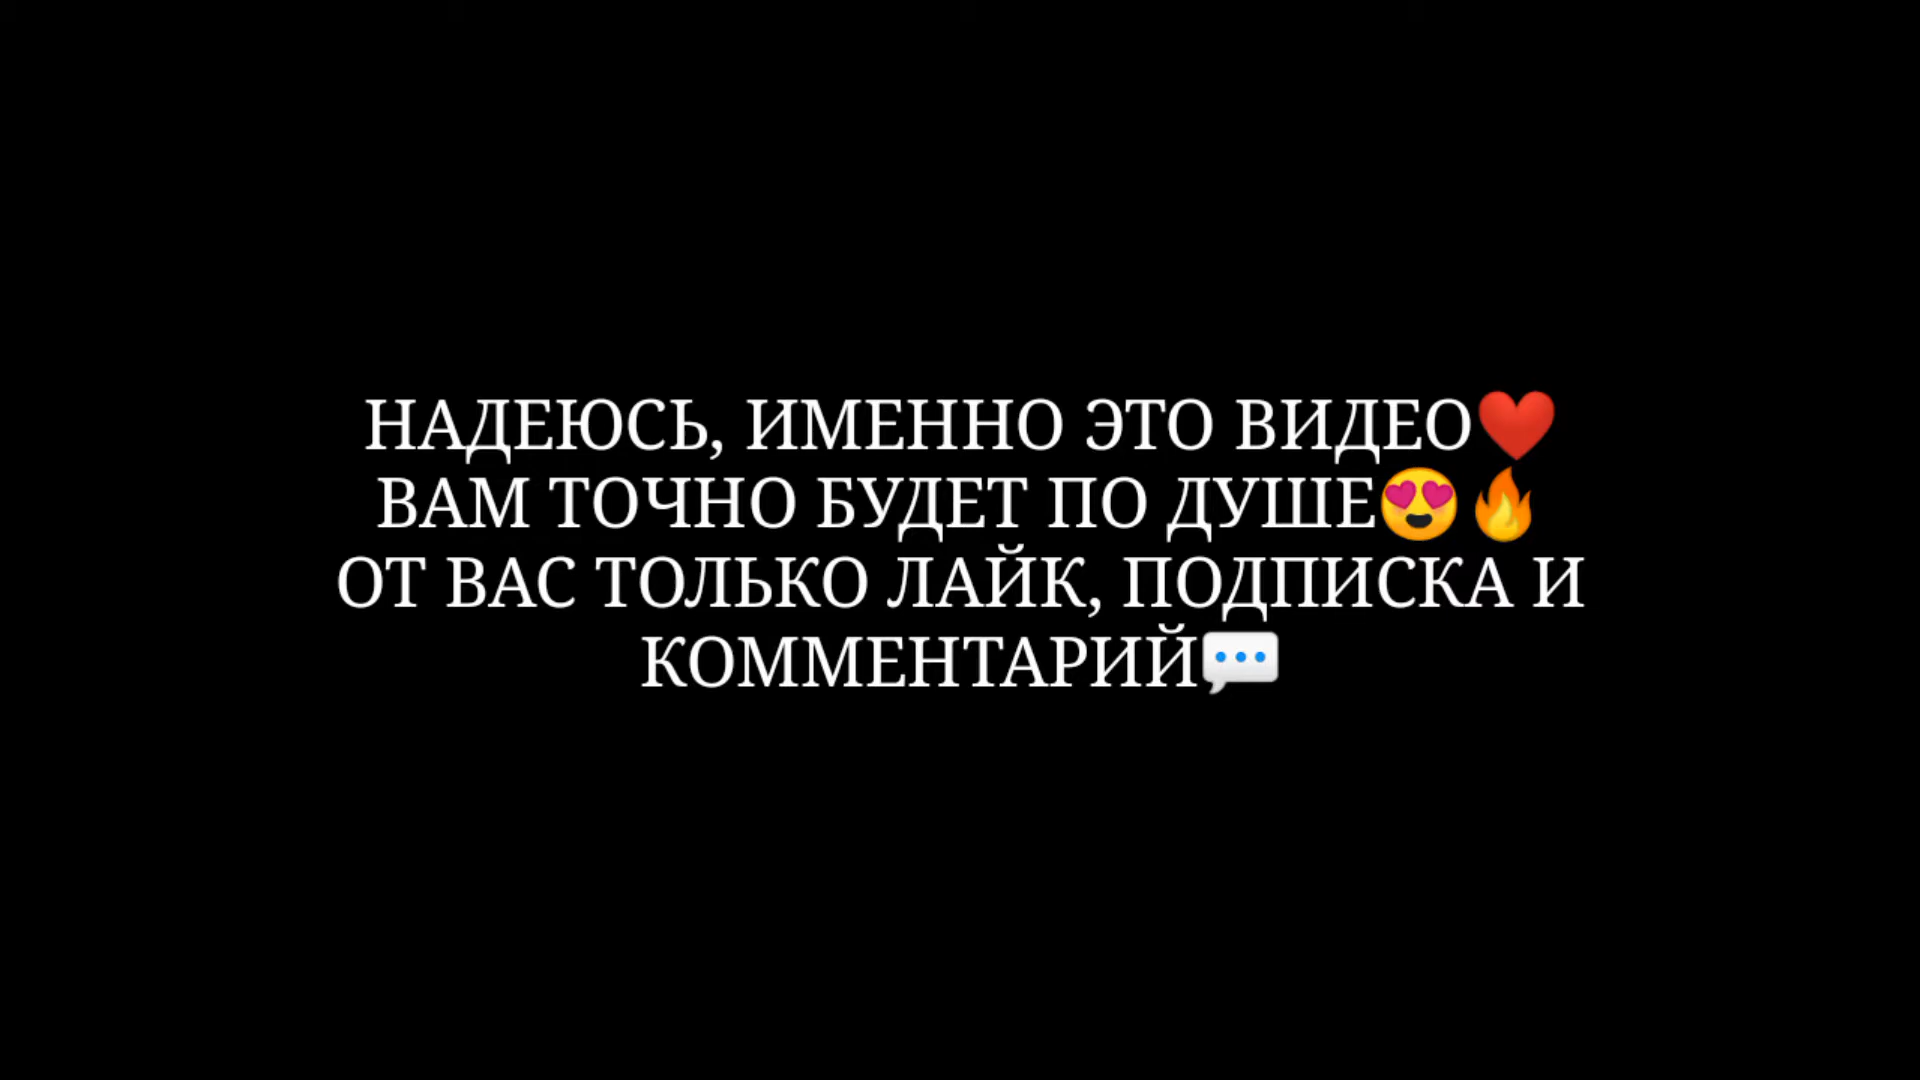 НАДЕЮСЬ, ИМЕННО ЭТО ВИДЕО❤️
ВАМ ТОЧНО БУДЕТ ПО ДУШЕ😍🔥
ОТ ВАС ТОЛЬКО ЛАЙК, ПОДПИСКА И
КОММЕНТАРИЙ💬